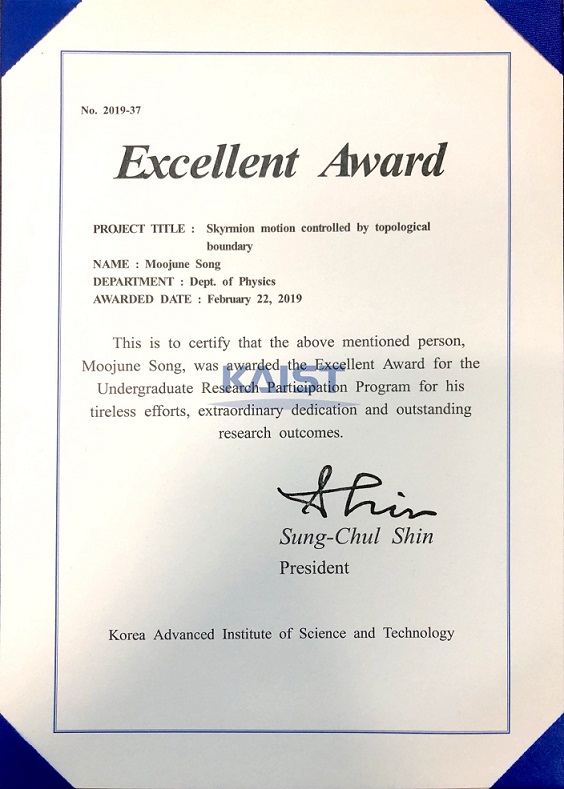 No. 2019-37
Excellent Award
PROJECT TITLE : Skyrmion motion controlled by topological
boundary
NAME : Moojune Song
DEPARTMENT : Dept. of Physics
AWARDED DATE : February 22, 2019
This is to certify that the above mentioned person,
Moojune Song, was awarded the Excellent Award for the
KAIST
Undergraduate Research Participation Program for his
tireless efforts, extraordinary dedication and outstanding
research outcomes.
Shin
Sung-Chul Shin
President
Korea Advanced Institute of Science and Technology